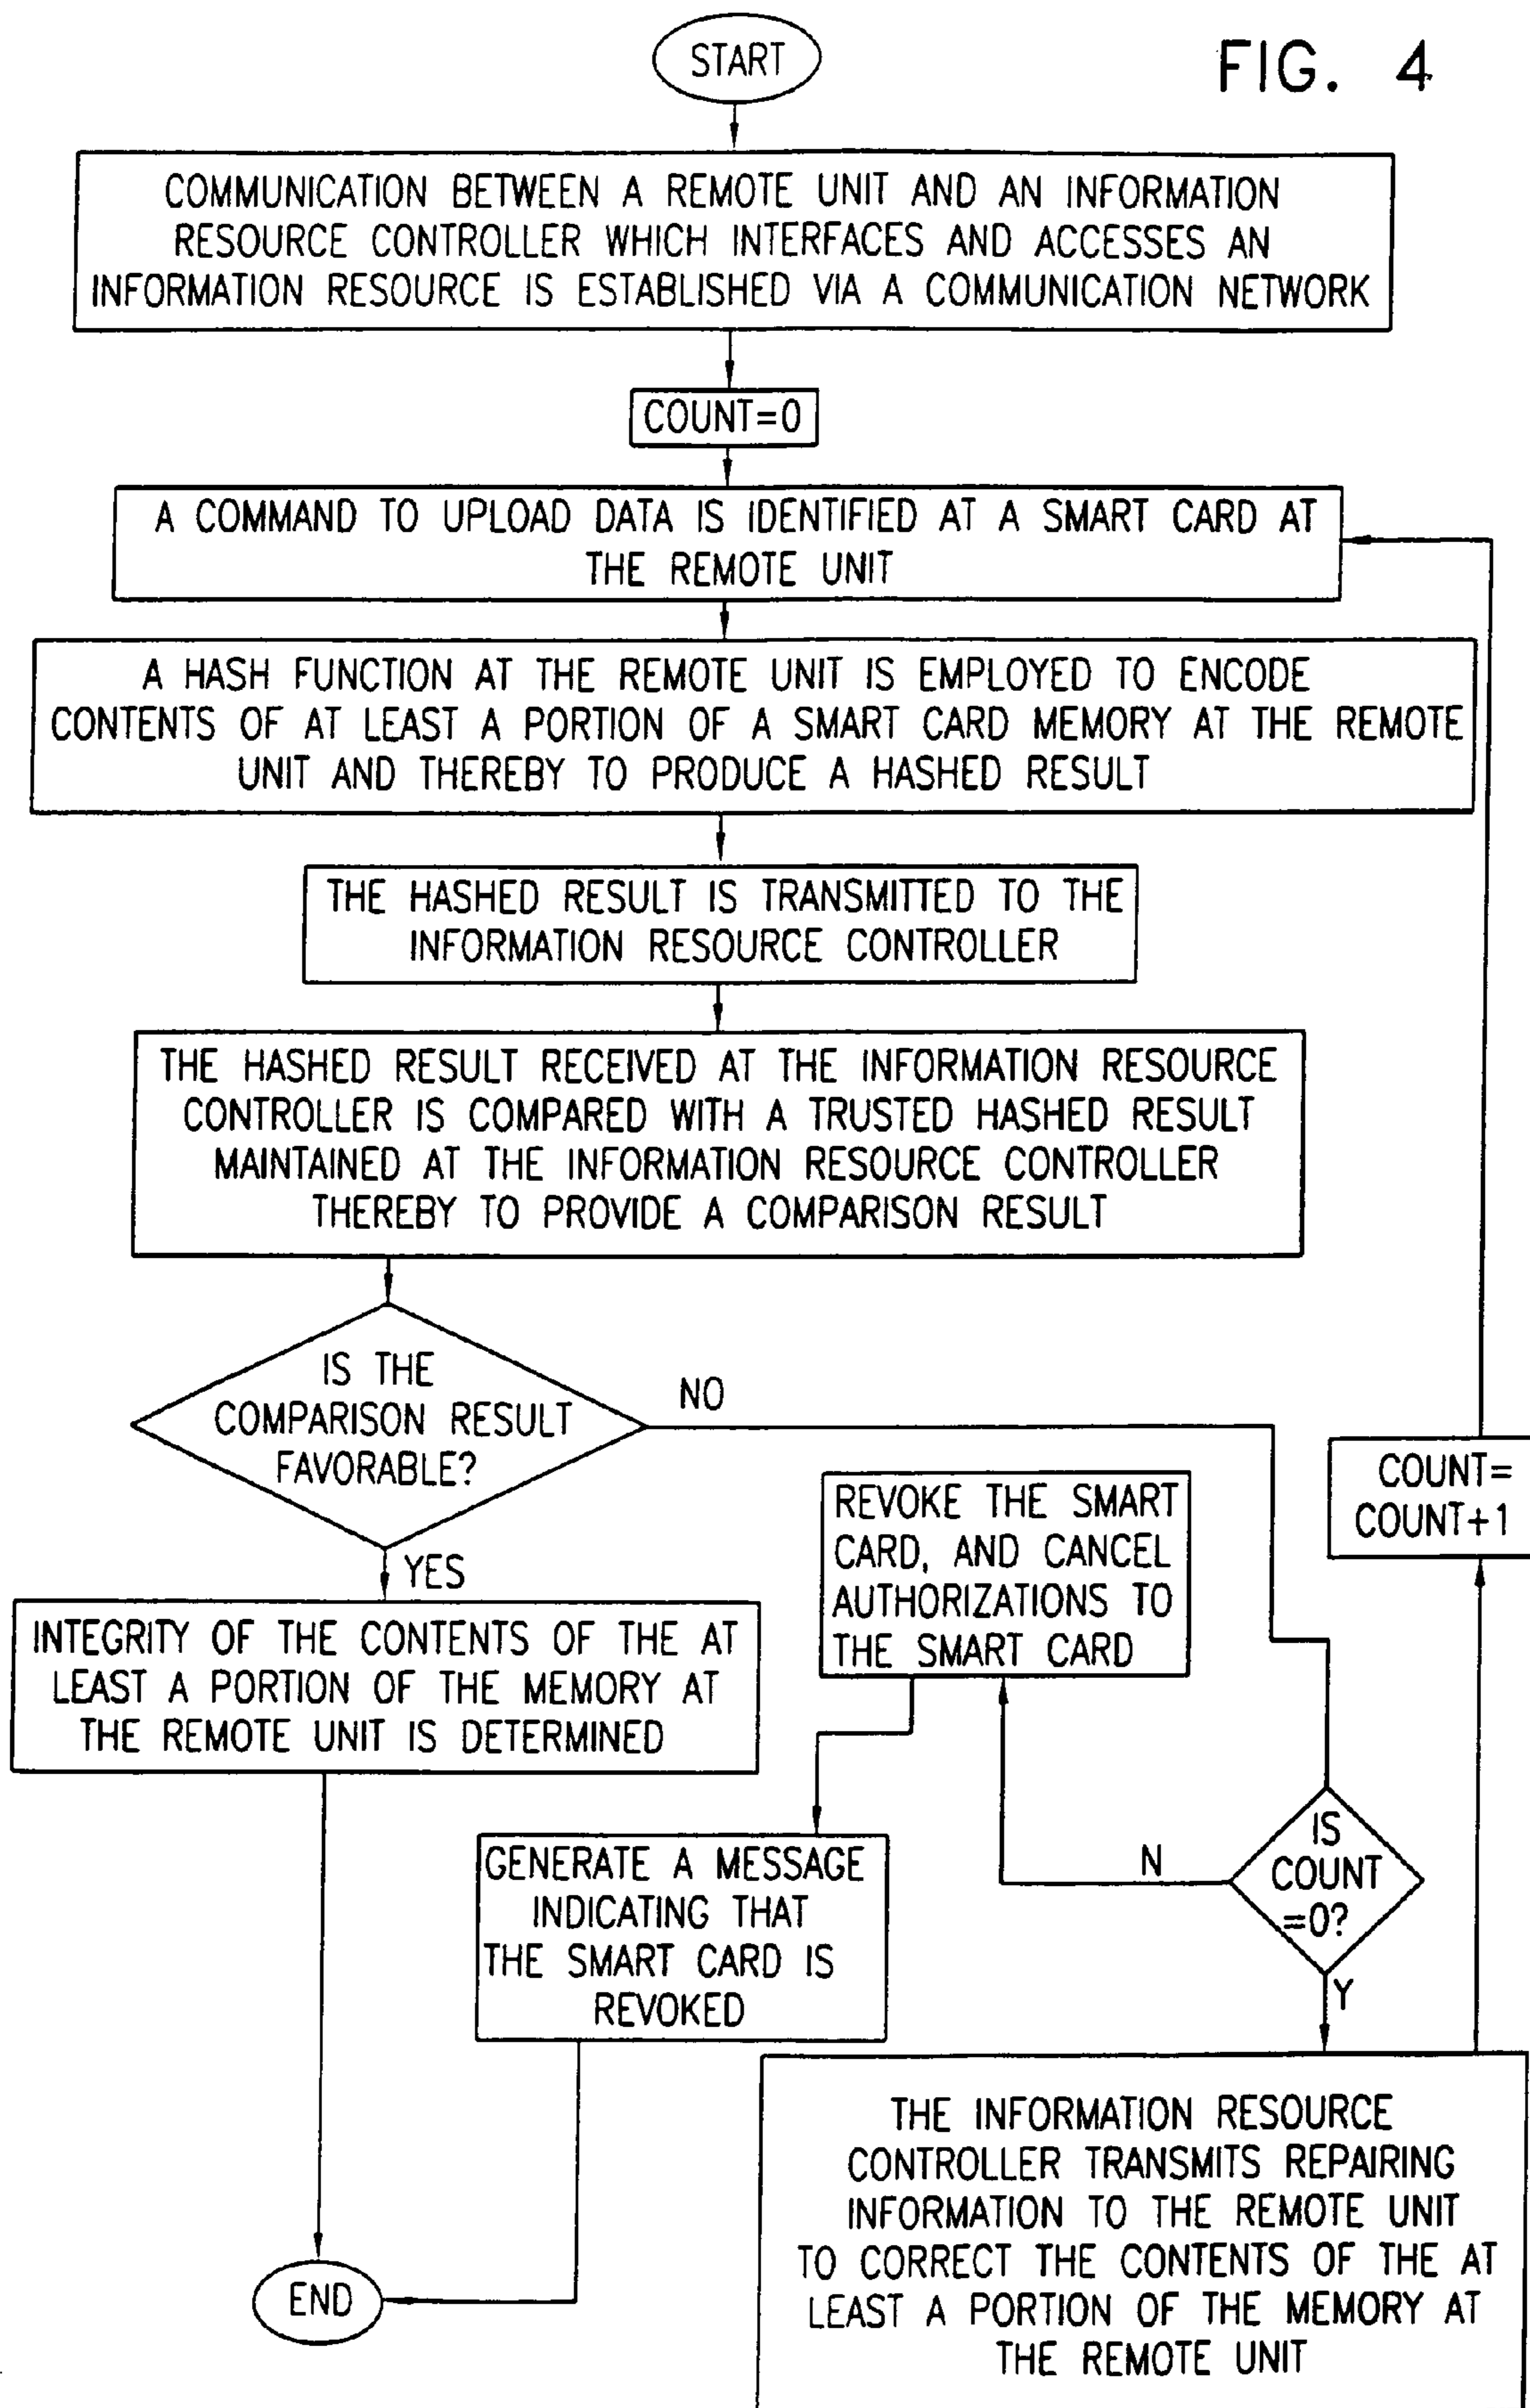 START
FIG. 4
COMMUNICATION BETWEEN A REMOTE UNIT AND AN INFORMATION
RESOURCE CONTROLLER WHICH INTERFACES AND ACCESSES AN
INFORMATION RESOURCE IS ESTABLISHED VIA A COMMUNICATION NETWORK
COUNT=0
A COMMAND TO UPLOAD DATA IS IDENTIFIED AT A SMART CARD AT
THE REMOTE UNIT
A HASH FUNCTION AT THE REMOTE UNIT IS EMPLOYED TO ENCODE
CONTENTS OF AT LEAST A PORTION OF A SMART CARD MEMORY AT THE REMOTE
UNIT AND THEREBY TO PRODUCE A HASHED RESULT
THE HASHED RESULT IS TRANSMITTED TO THE
INFORMATION RESOURCE CONTROLLER
THE HASHED RESULT RECEIVED AT THE INFORMATION RESOURCE
CONTROLLER IS COMPARED WITH A TRUSTED HASHED RESULT
MAINTAINED AT THE INFORMATION RESOURCE CONTROLLER
THEREBY TO PROVIDE A COMPARISON RESULT
IS THE
COMPARISON RESULT
FAVORABLE?
NO
YES
COUNT=
COUNT+1
REVOKE THE SMART
CARD, AND CANCEL
AUTHORIZATIONS TO
THE SMART CARD
INTEGRITY OF THE CONTENTS OF THE AT
LEAST A PORTION OF THE MEMORY AT
THE REMOTE UNIT IS DETERMINED
IS
COUNT
=0?
N
Y
GENERATE A MESSAGE
INDICATING THAT
THE SMART CARD IS
REVOKED
THE INFORMATION RESOURCE
CONTROLLER TRANSMITS REPAIRING
INFORMATION TO THE REMOTE UNIT
TO CORRECT THE CONTENTS OF THE AT
LEAST A PORTION OF THE MEMORY AT
THE REMOTE UNIT
END